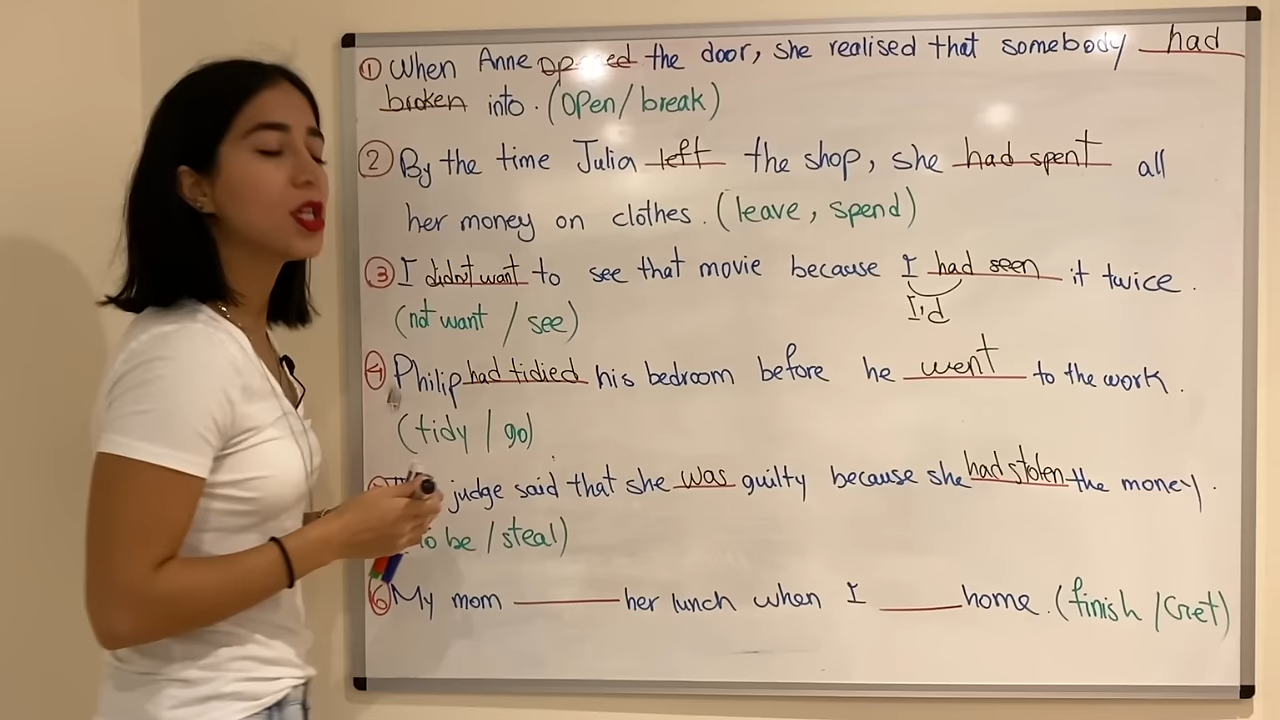 ① When Anne opened the door, she realised that somebody had
broken into. (open / break)
② By the time Julia left the shop, she had spent all
her money on clothes. (leave, spend)
③ I didn't want to see that movie because I had seen it twice.
I'd
(not want / see)
④ Philip had tidied his bedroom before he went to the work.
(tidy / go)
judge said that she was guilty because she had stolen the money.
to be / steal)
⑥ My mom ______ her lunch when I ______ home. (finish / Get)